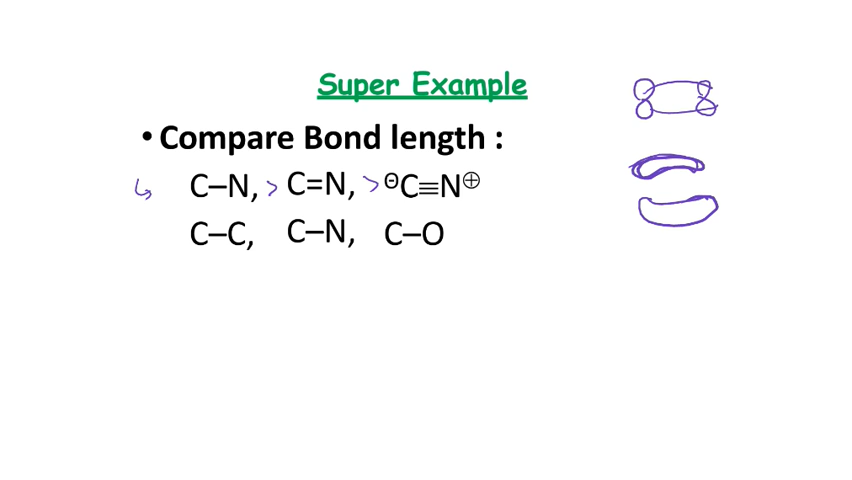 Super Example
• Compare Bond length :
↳ C–N, > C=N, > ⊖C≡N⊕
C–C, C–N, C–O